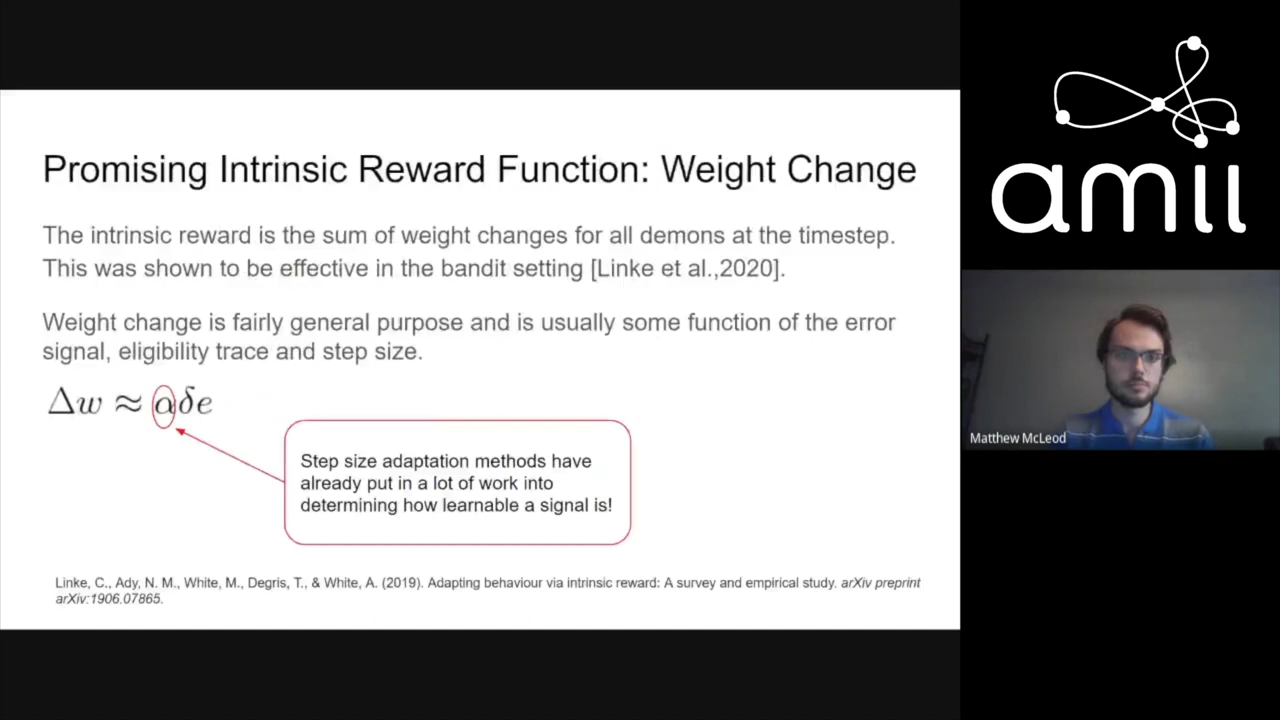 Promising Intrinsic Reward Function: Weight Change
The intrinsic reward is the sum of weight changes for all demons at the timestep.
This was shown to be effective in the bandit setting [Linke et al.,2020].
Weight change is fairly general purpose and is usually some function of the error
signal, eligibility trace and step size.
Δw ≈ αδe
Step size adaptation methods have
already put in a lot of work into
determining how learnable a signal is!
Linke, C., Ady, N. M., White, M., Degris, T., & White, A. (2019). Adapting behaviour via intrinsic reward: A survey and empirical study. arXiv preprint
arXiv:1906.07865.
amii
Matthew McLeod